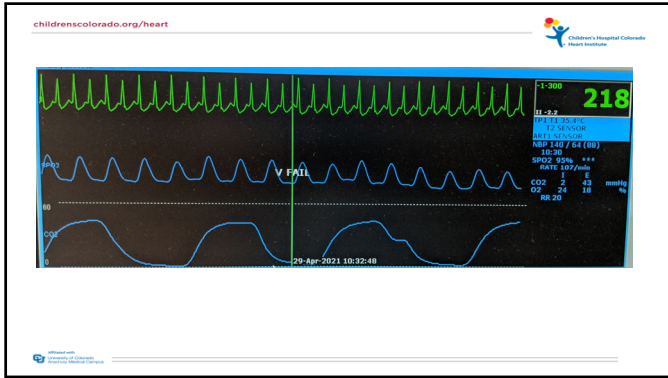 childrenscolorado.org/heart
Children's Hospital Colorado
Heart Institute
-1-300
218
II -2.2
TP1 T1 35.4°C
T2 SENSOR
ART1 SENSOR
NBP 140 / 64 (88)
10:30
SPO2 95% ***
RATE 107/min
I E
CO2 2 43 mmHg
O2 24 18 %
RR 20
V FAIL
60
CO2
0
29-Apr-2021 10:32:48
Affiliated with
University of Colorado
Anschutz Medical Campus